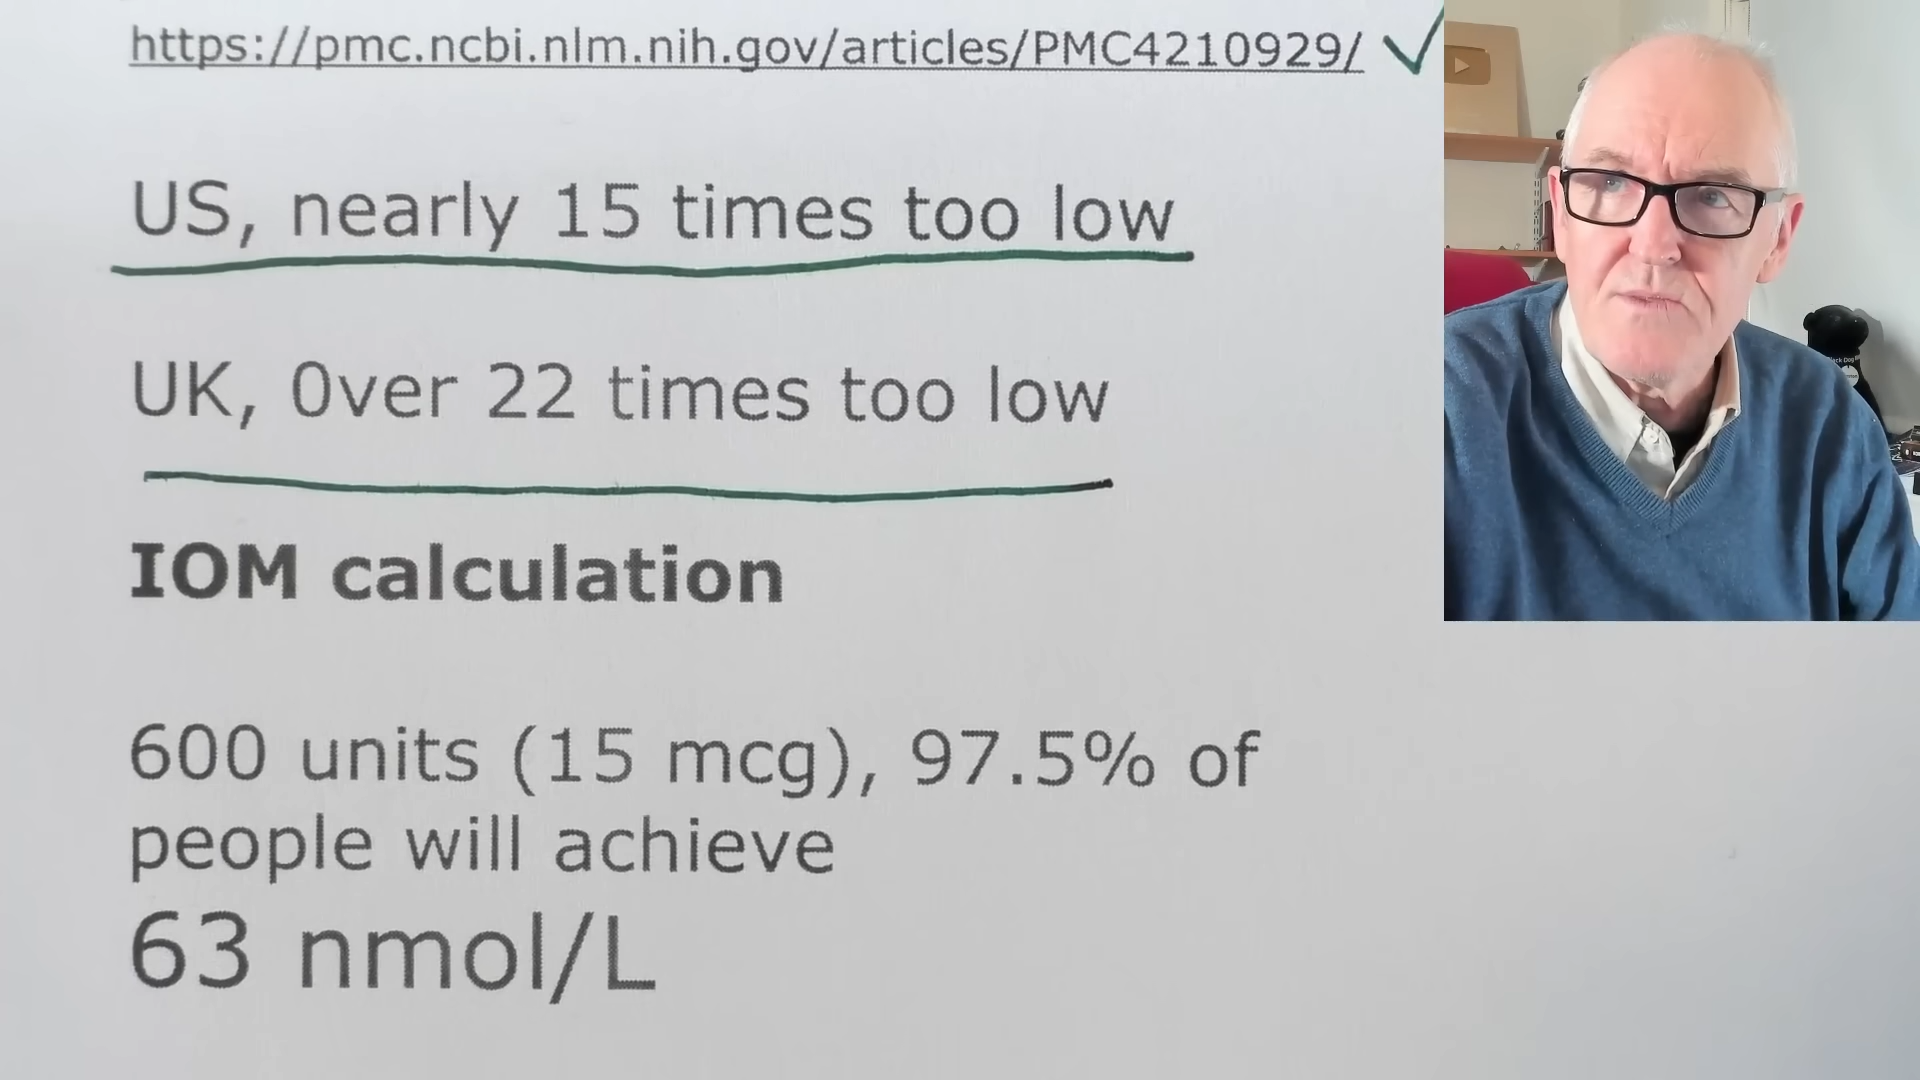 https://pmc.ncbi.nlm.nih.gov/articles/PMC4210929/
US, nearly 15 times too low
UK, 0ver 22 times too low
IOM calculation
600 units (15 mcg), 97.5% of
people will achieve
63 nmol/L